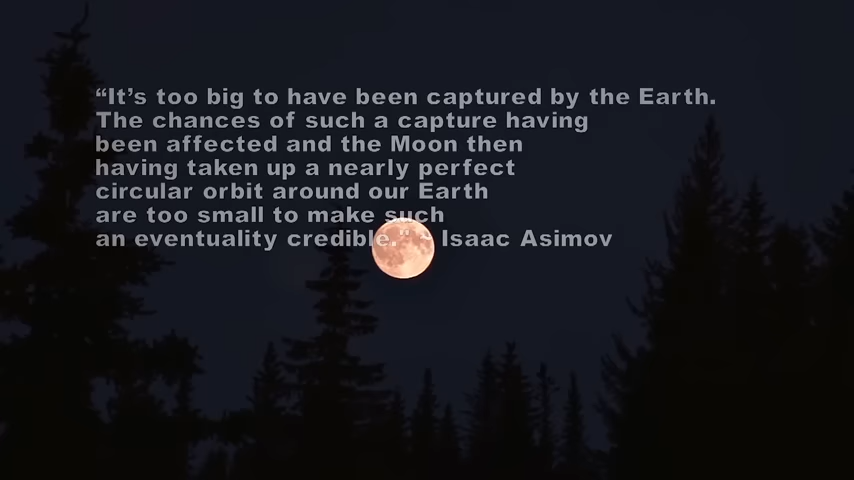 “It’s too big to have been captured by the Earth.
The chances of such a capture having
been affected and the Moon then
having taken up a nearly perfect
circular orbit around our Earth
are too small to make such
an eventuality credible." ~ Isaac Asimov